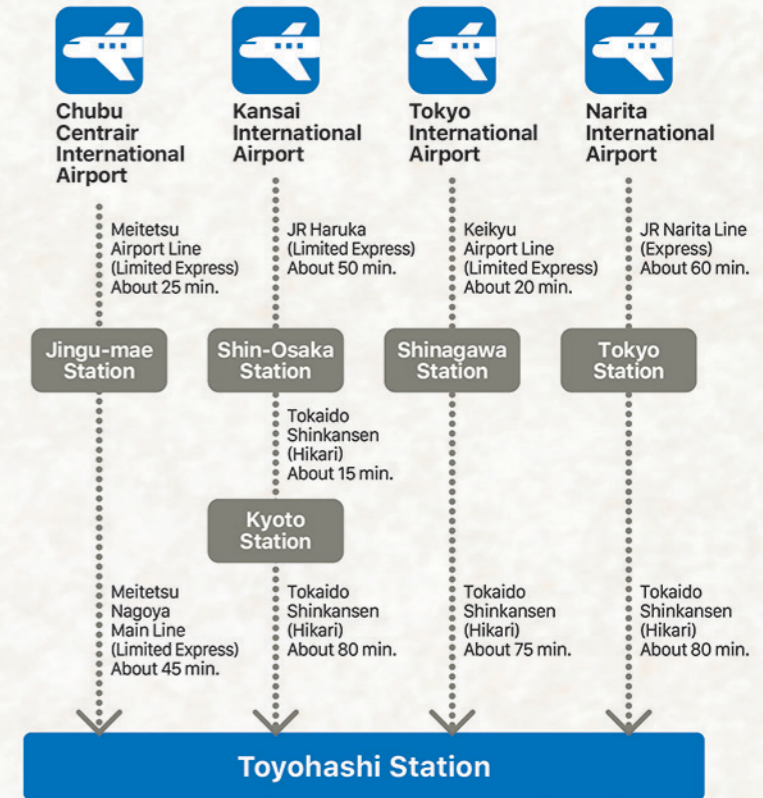 Chubu
Centrair
International
Airport
Kansai
International
Airport
Tokyo
International
Airport
Narita
International
Airport
Meitetsu
Airport Line
(Limited Express)
About 25 min.
JR Haruka
(Limited Express)
About 50 min.
Keikyu
Airport Line
(Limited Express)
About 20 min.
JR Narita Line
(Express)
About 60 min.
Jingu-mae
Station
Shin-Osaka
Station
Shinagawa
Station
Tokyo
Station
Tokaido
Shinkansen
(Hikari)
About 15 min.
Kyoto
Station
Meitetsu
Nagoya
Main Line
(Limited Express)
About 45 min.
Tokaido
Shinkansen
(Hikari)
About 80 min.
Tokaido
Shinkansen
(Hikari)
About 75 min.
Tokaido
Shinkansen
(Hikari)
About 80 min.
Toyohashi Station